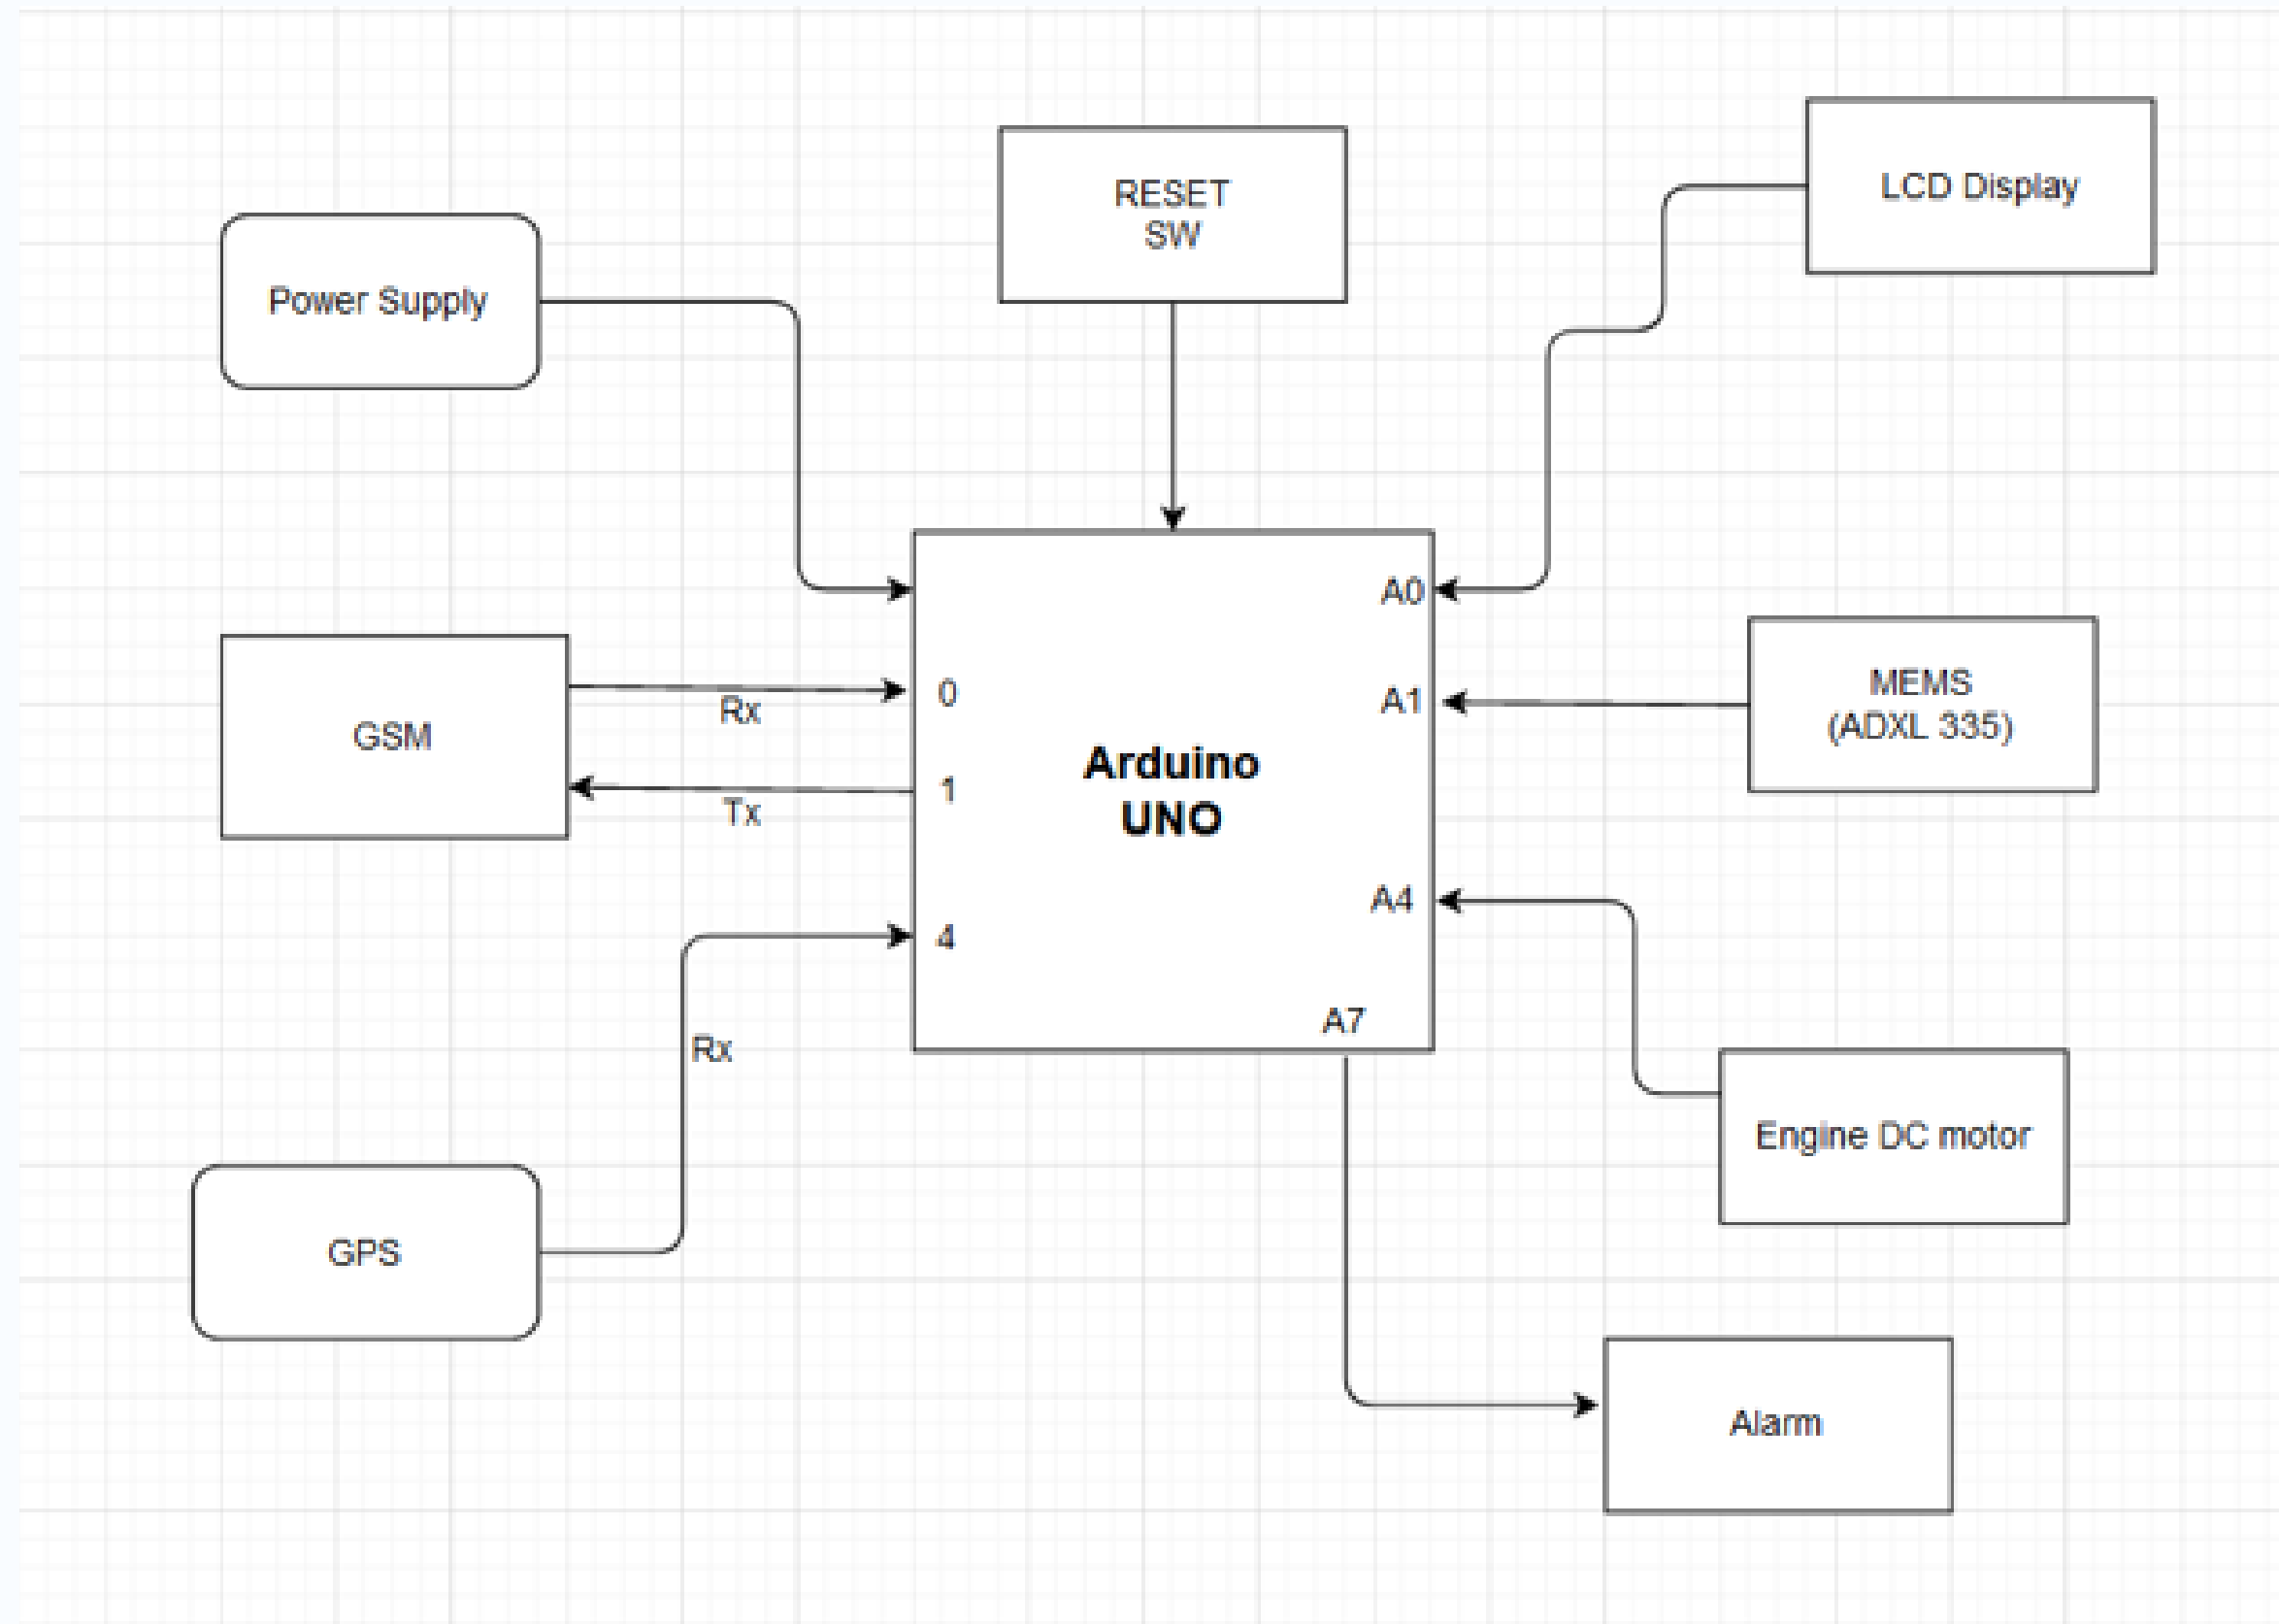 RESET
SW
LCD Display
Power Supply
A0
MEMS
(ADXL 335)
0
Rx
A1
GSM
Arduino
UNO
1
Tx
A4
4
A7
Rx
Engine DC motor
GPS
Alarm